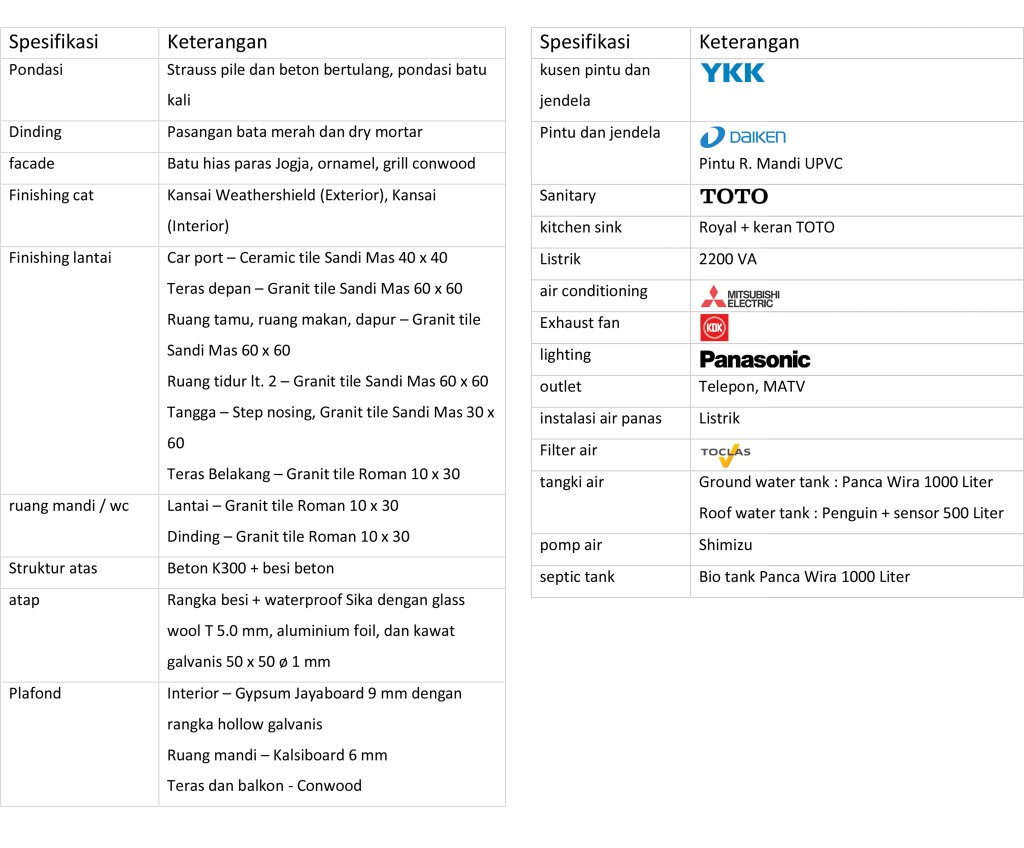 Spesifikasi Keterangan
Pondasi Strauss pile dan beton bertulang, pondasi batu
kali
Dinding Pasangan bata merah dan dry mortar
facade Batu hias paras Jogja, ornamel, grill conwood
Finishing cat Kansai Weathershield (Exterior), Kansai
(Interior)
Finishing lantai Car port – Ceramic tile Sandi Mas 40 x 40
Teras depan – Granit tile Sandi Mas 60 x 60
Ruang tamu, ruang makan, dapur – Granit tile
Sandi Mas 60 x 60
Ruang tidur lt. 2 – Granit tile Sandi Mas 60 x 60
Tangga – Step nosing, Granit tile Sandi Mas 30 x
60
Teras Belakang – Granit tile Roman 10 x 30
ruang mandi / wc Lantai – Granit tile Roman 10 x 30
Dinding – Granit tile Roman 10 x 30
Struktur atas Beton K300 + besi beton
atap Rangka besi + waterproof Sika dengan glass
wool T 5.0 mm, aluminium foil, dan kawat
galvanis 50 x 50 ø 1 mm
Plafond Interior – Gypsum Jayaboard 9 mm dengan
rangka hollow galvanis
Ruang mandi – Kalsiboard 6 mm
Teras dan balkon - Conwood
Spesifikasi Keterangan
kusen pintu dan YKK
jendela
Pintu dan jendela DAIKEN
Pintu R. Mandi UPVC
Sanitary TOTO
kitchen sink Royal + keran TOTO
Listrik 2200 VA
air conditioning MITSUBISHI
ELECTRIC
Exhaust fan KDK
lighting Panasonic
outlet Telepon, MATV
instalasi air panas Listrik
Filter air TOCLAS
tangki air Ground water tank : Panca Wira 1000 Liter
Roof water tank : Penguin + sensor 500 Liter
pomp air Shimizu
septic tank Bio tank Panca Wira 1000 Liter